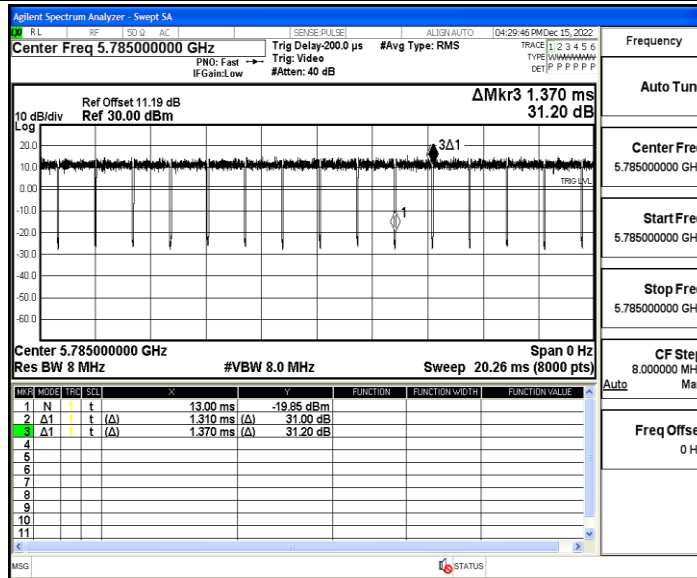 Agilent Spectrum Analyzer - Swept SA
RL RF 50 Ω AC SENSE:PULSE ALIGN AUTO 04:29:46 PM Dec 15, 2022
Center Freq 5.785000000 GHz
PNO: Fast
IFGain:Low
Trig Delay-200.0 µs
Trig: Video
#Atten: 40 dB
#Avg Type: RMS
TRACE 1 2 3 4 5 6
TYPE WWWWWW
DET P P P P P P
ΔMkr3 1.370 ms
31.20 dB
Ref Offset 11.19 dB
10 dB/div Ref 30.00 dBm
Log
20.0
10.0
0.00
-10.0
-20.0
-30.0
-40.0
-50.0
-60.0
3Δ1
TRIG LVL
1
Center 5.785000000 GHz Span 0 Hz
Res BW 8 MHz #VBW 8.0 MHz Sweep 20.26 ms (8000 pts)
MKR MODE TRC SCL X Y FUNCTION FUNCTION WIDTH FUNCTION VALUE
1 N 1 t 13.00 ms -19.85 dBm
2 Δ1 1 t (Δ) 1.310 ms (Δ) 31.00 dB
3 Δ1 1 t (Δ) 1.370 ms (Δ) 31.20 dB
4
5
6
7
8
9
10
11
MSG STATUS
Frequency
Auto Tun
Center Fre
5.785000000 GH
Start Fre
5.785000000 GH
Stop Fre
5.785000000 GH
CF Step
8.000000 MH
Auto Ma
Freq Offse
0 H